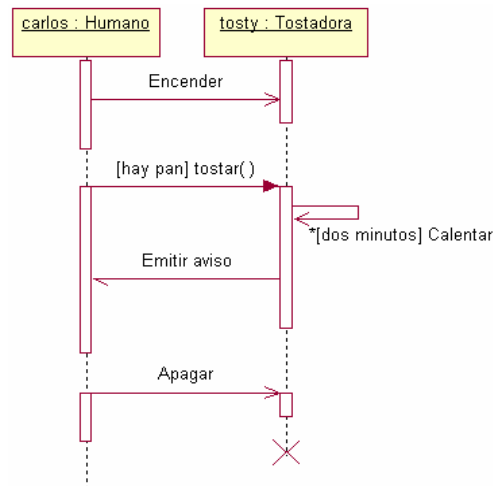 carlos : Humano
tosty : Tostadora
Encender
[hay pan] tostar( )
*[dos minutos] Calentar
Emitir aviso
Apagar